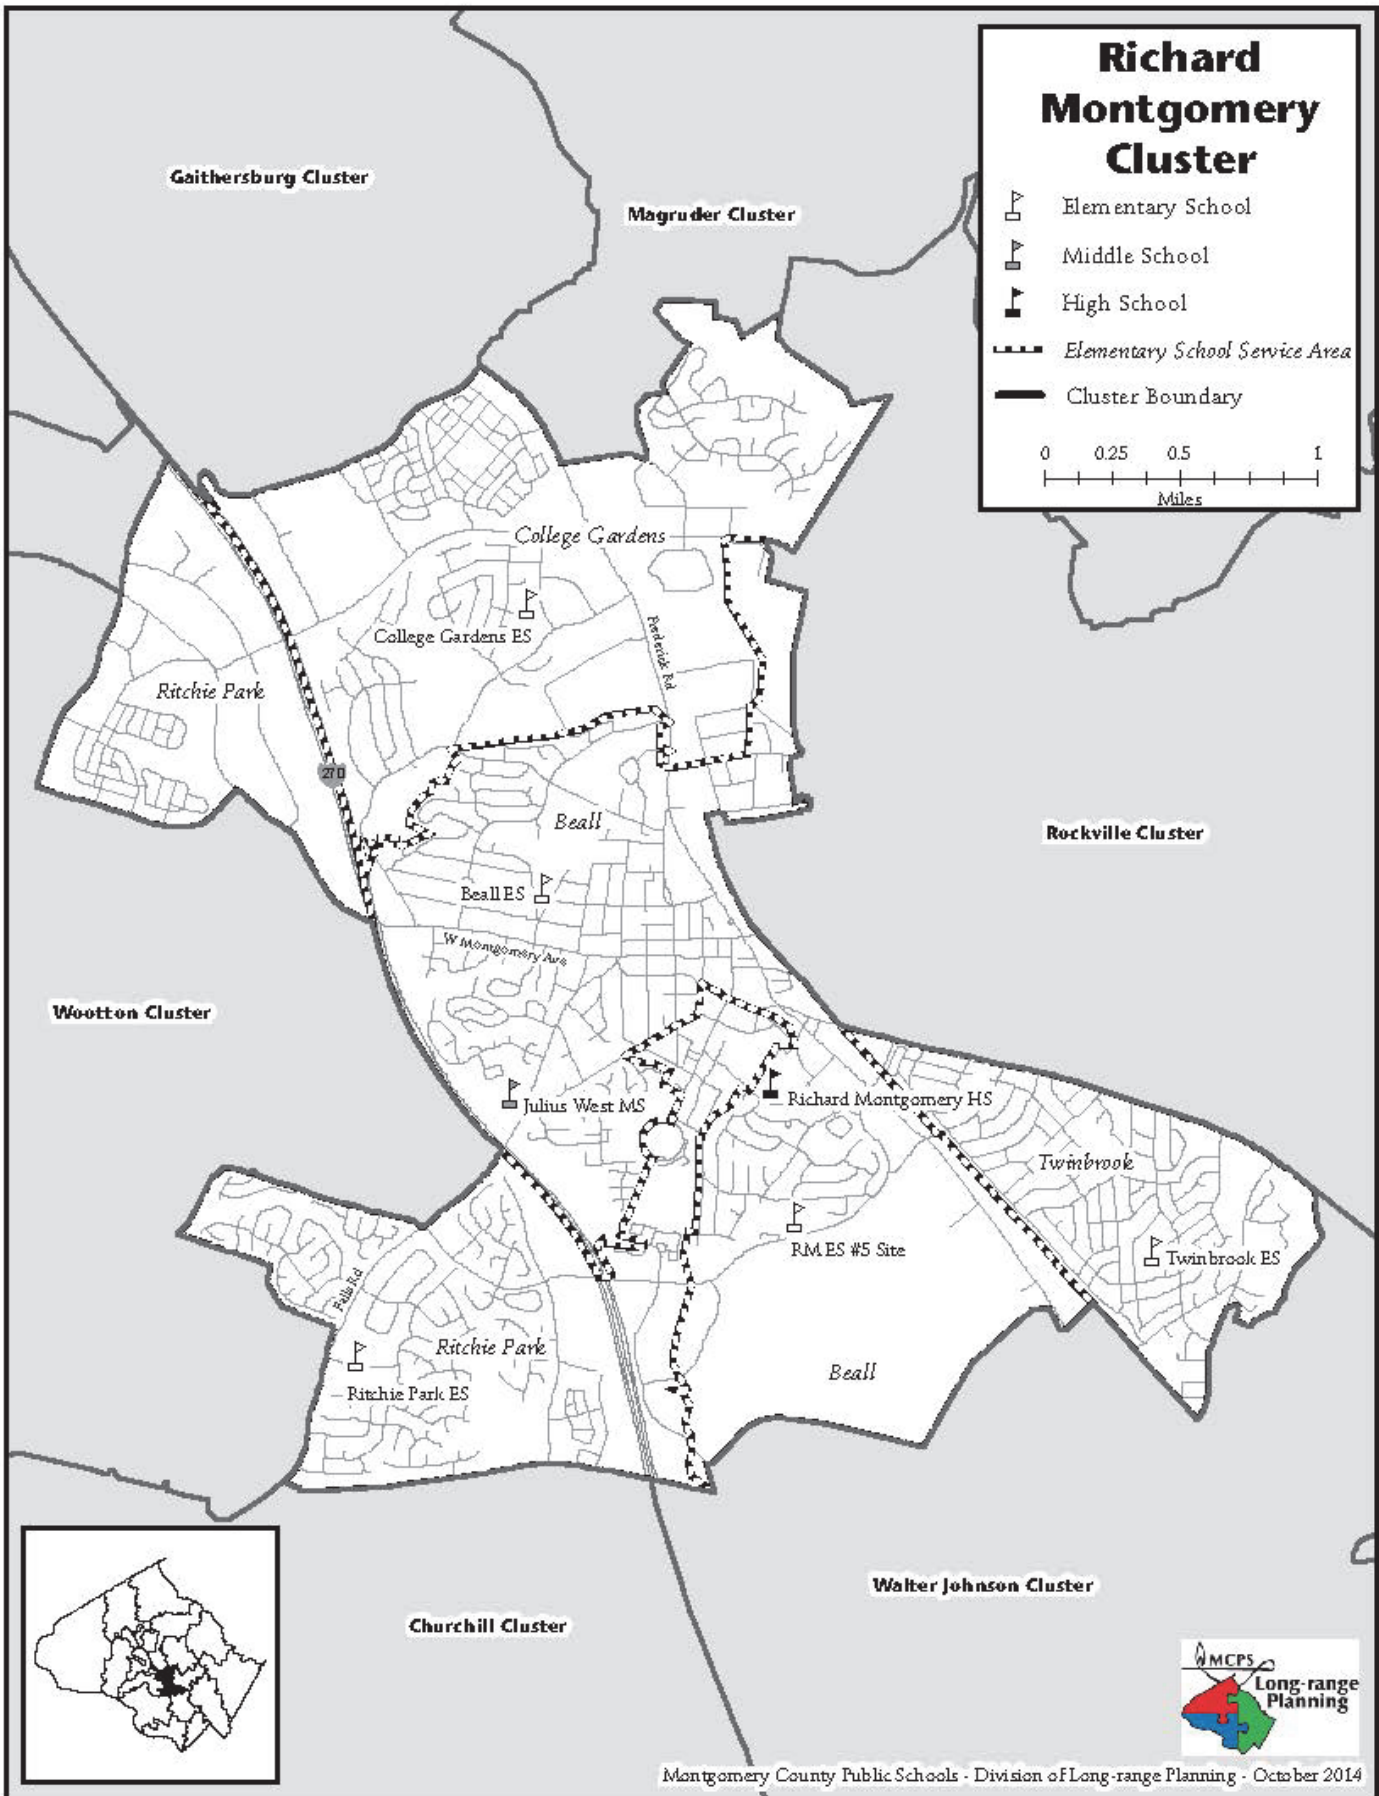 Richard
Montgomery
Cluster
Elementary School
Middle School
High School
Elementary School Service Area
Cluster Boundary
0 0.25 0.5 1
Miles
Gaithersburg Cluster
Magruder Cluster
College Gardens
College Gardens ES
Frederick Rd
Ritchie Park
270
Beall
Rockville Cluster
Beall ES
W Montgomery Ave
Wootton Cluster
Julius West MS
Richard Montgomery HS
Twinbrook
RM ES #5 Site
Twinbrook ES
Falls Rd
Ritchie Park
Beall
Ritchie Park ES
Walter Johnson Cluster
Churchill Cluster
MCPS
Long-range
Planning
Montgomery County Public Schools - Division of Long-range Planning - October 2014